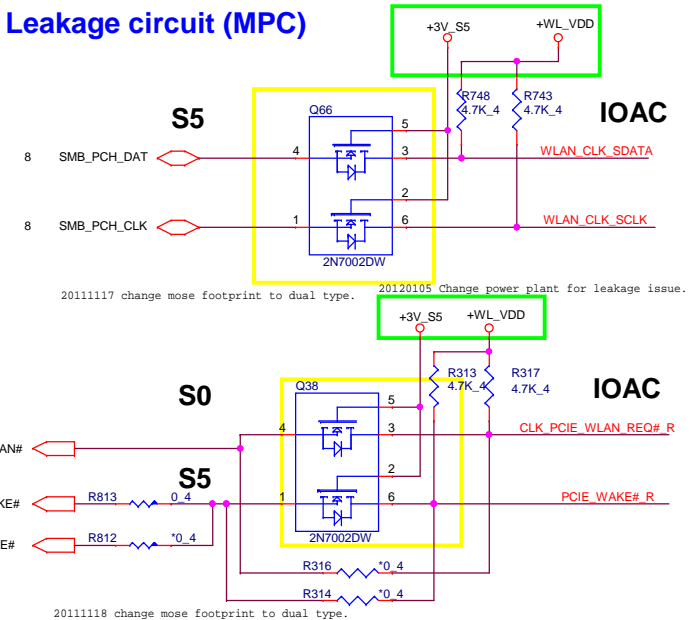 Leakage circuit (MPC)
+3V_S5
+WL_VDD
S5
Q66
R748
4.7K_4
R743
4.7K_4
IOAC
5
8 SMB_PCH_DAT
4
3
WLAN_CLK_SDATA
2
8 SMB_PCH_CLK
1
6
WLAN_CLK_SCLK
2N7002DW
20111117 change mose footprint to dual type.
20120105 Change power plant for leakage issue.
+3V_S5
+WL_VDD
S0
Q38
R313
4.7K_4
R317
4.7K_4
IOAC
5
4
3
CLK_PCIE_WLAN_REQ#_R
AN#
S5
2
KE#
R813
0_4
1
6
PCIE_WAKE#_R
E#
R812
*0_4
2N7002DW
R316
*0_4
R314
*0_4
20111118 change mose footprint to dual type.